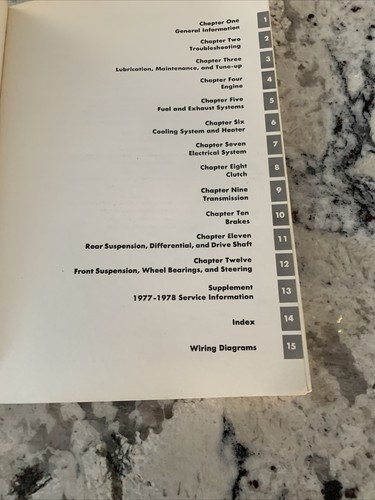 Chapter One
General Information
1
Chapter Two
Troubleshooting
2
Chapter Three
Lubrication, Maintenance, and Tune-up
3
Chapter Four
Engine
4
Chapter Five
Fuel and Exhaust Systems
5
Chapter Six
Cooling System and Heater
6
Chapter Seven
Electrical System
7
Chapter Eight
Clutch
8
Chapter Nine
Transmission
9
Chapter Ten
Brakes
10
Chapter Eleven
Rear Suspension, Differential, and Drive Shaft
11
Chapter Twelve
Front Suspension, Wheel Bearings, and Steering
12
Supplement
1977-1978 Service Information
13
Index
14
Wiring Diagrams
15